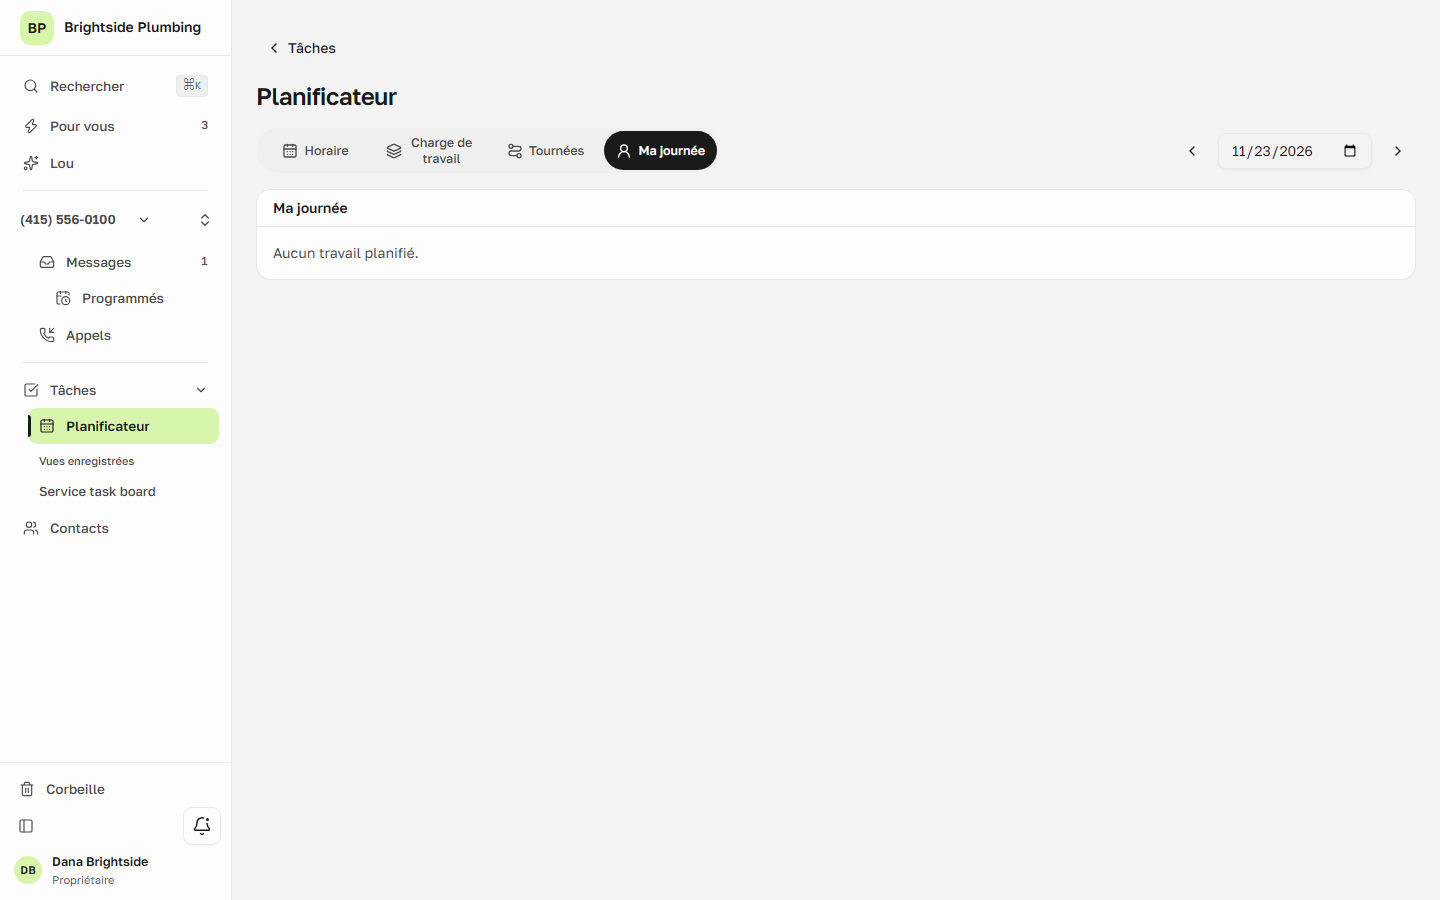 BP
Brightside Plumbing
Rechercher
⌘K
Pour vous
3
Lou
(415) 556-0100
Messages
1
Programmés
Appels
Tâches
Planificateur
Vues enregistrées
Service task board
Contacts
Corbeille
DB
Dana Brightside
Propriétaire
Tâches
Planificateur
Horaire
Charge de
travail
Tournées
Ma journée
11/23/2026
Ma journée
Aucun travail planifié.